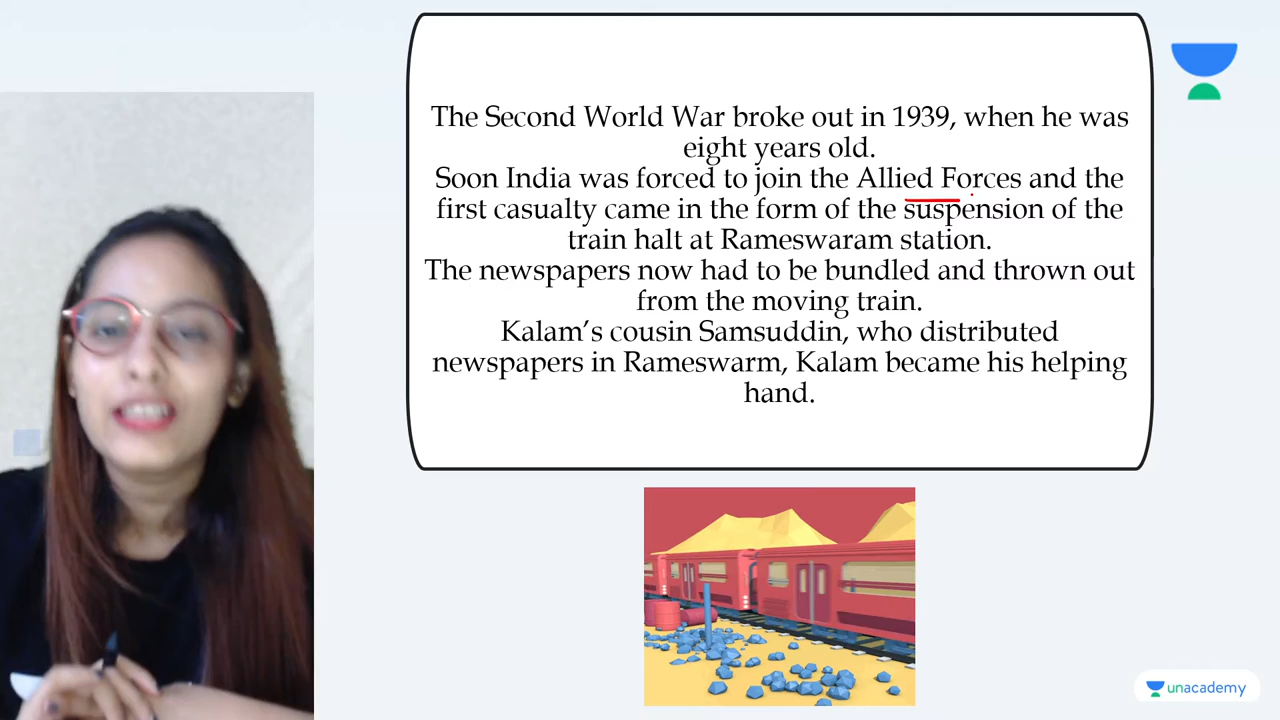 The Second World War broke out in 1939, when he was
eight years old.
Soon India was forced to join the Allied Forces and the
first casualty came in the form of the suspension of the
train halt at Rameswaram station.
The newspapers now had to be bundled and thrown out
from the moving train.
Kalam’s cousin Samsuddin, who distributed
newspapers in Rameswarm, Kalam became his helping
hand.
unacademy